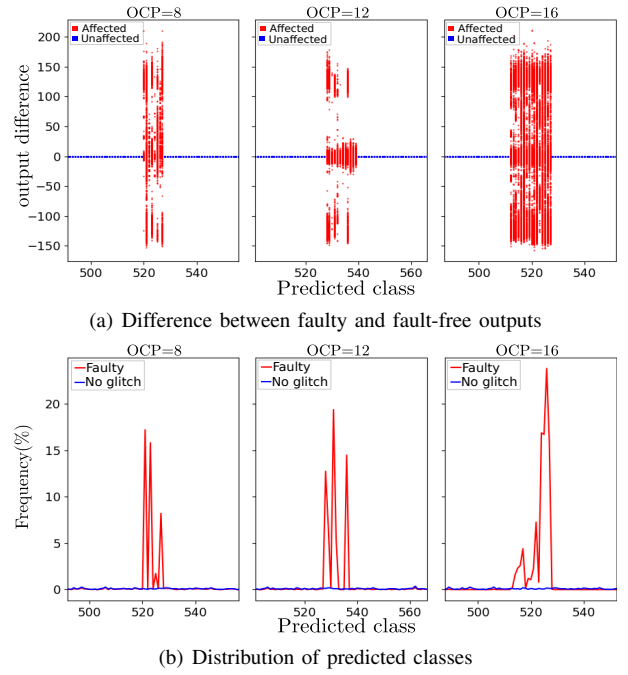 OCP=8 OCP=12 OCP=16
Affected
Unaffected
Affected
Unaffected
Affected
Unaffected
output difference
200
150
100
50
0
−50
−100
−150
500 520 540
520 540 560
500 520 540
Predicted class
(a) Difference between faulty and fault-free outputs
OCP=8 OCP=12 OCP=16
Faulty
No glitch
Faulty
No glitch
Faulty
No glitch
Frequency(%)
20
15
10
5
0
500 520 540
520 540 560
500 520 540
Predicted class
(b) Distribution of predicted classes